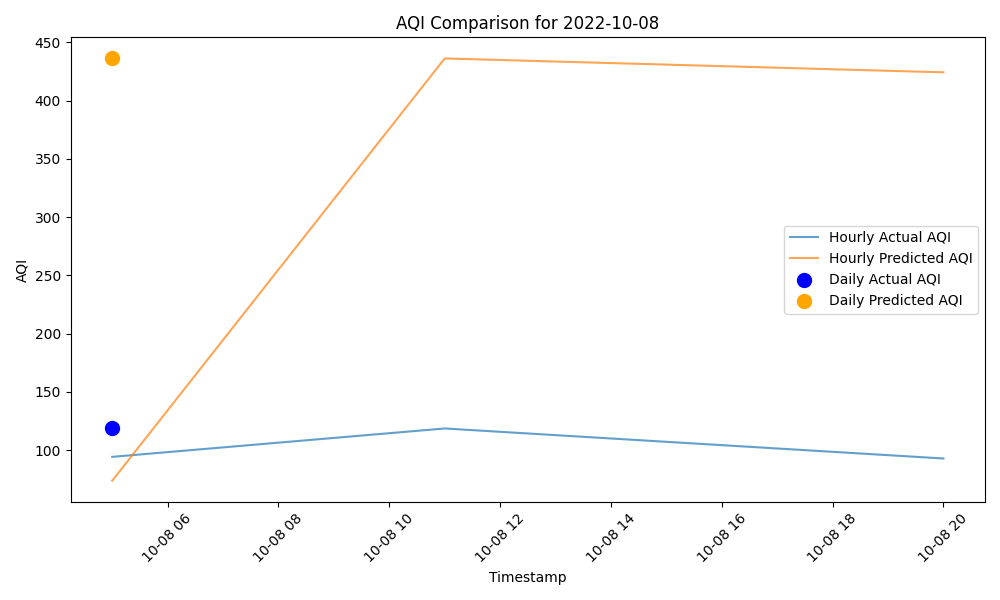 AQI Comparison for 2022-10-08
450
400
350
300
250
200
150
100
AQI
Hourly Actual AQI
Hourly Predicted AQI
Daily Actual AQI
Daily Predicted AQI
10-08 06
10-08 08
10-08 10
10-08 12
10-08 14
10-08 16
10-08 18
10-08 20
Timestamp